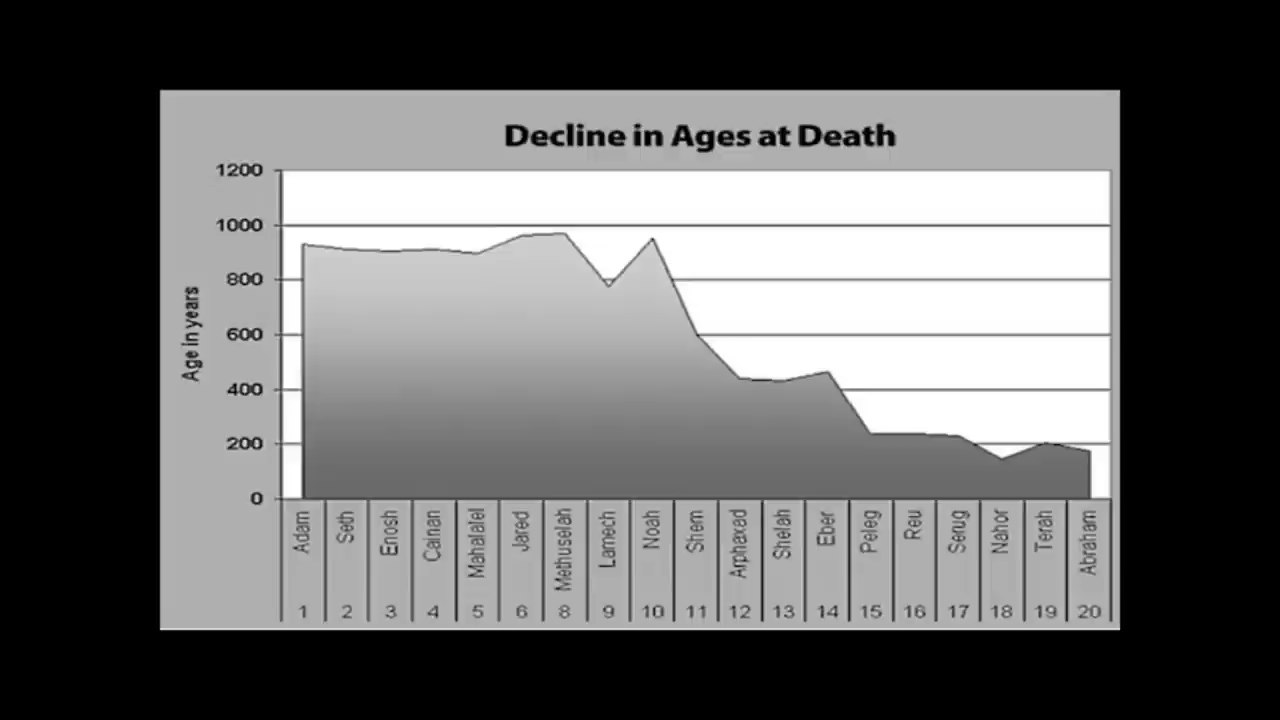 Decline in Ages at Death
1200
1000
800
600
400
200
0
Age in years
Adam
Seth
Enosh
Cainan
Mahalalel
Jared
Methuselah
Lamech
Noah
Shem
Arphaxad
Shelah
Eber
Peleg
Reu
Serug
Nahor
Terah
Abraham
1 2 3 4 5 6 8 9 10 11 12 13 14 15 16 17 18 19 20